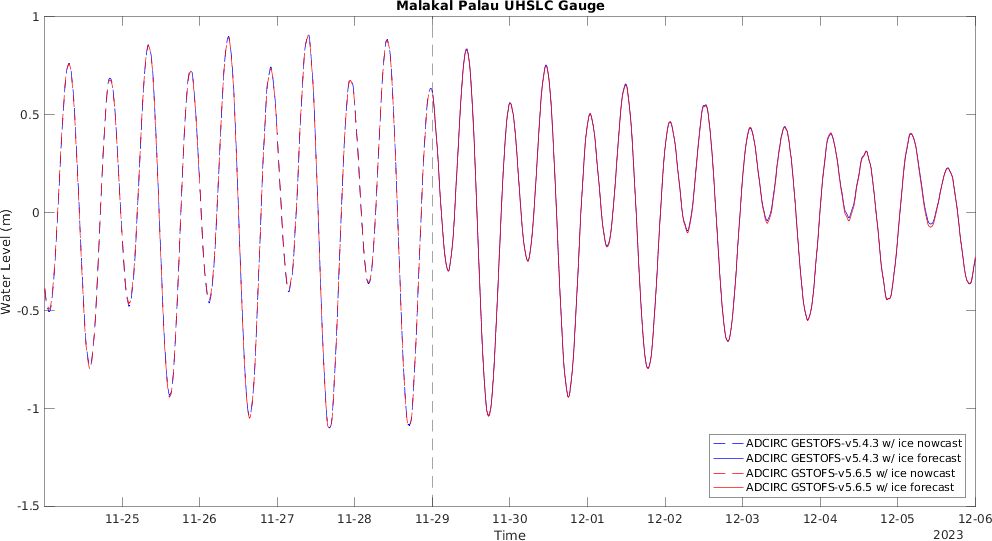 Malakal Palau UHSLC Gauge
1
0.5
0
-0.5
-1
-1.5
Water Level (m)
ADCIRC GESTOFS-v5.4.3 w/ ice nowcast
ADCIRC GESTOFS-v5.4.3 w/ ice forecast
ADCIRC GSTOFS-v5.6.5 w/ ice nowcast
ADCIRC GSTOFS-v5.6.5 w/ ice forecast
11-25 11-26 11-27 11-28 11-29 11-30 12-01 12-02 12-03 12-04 12-05 12-06
Time
2023